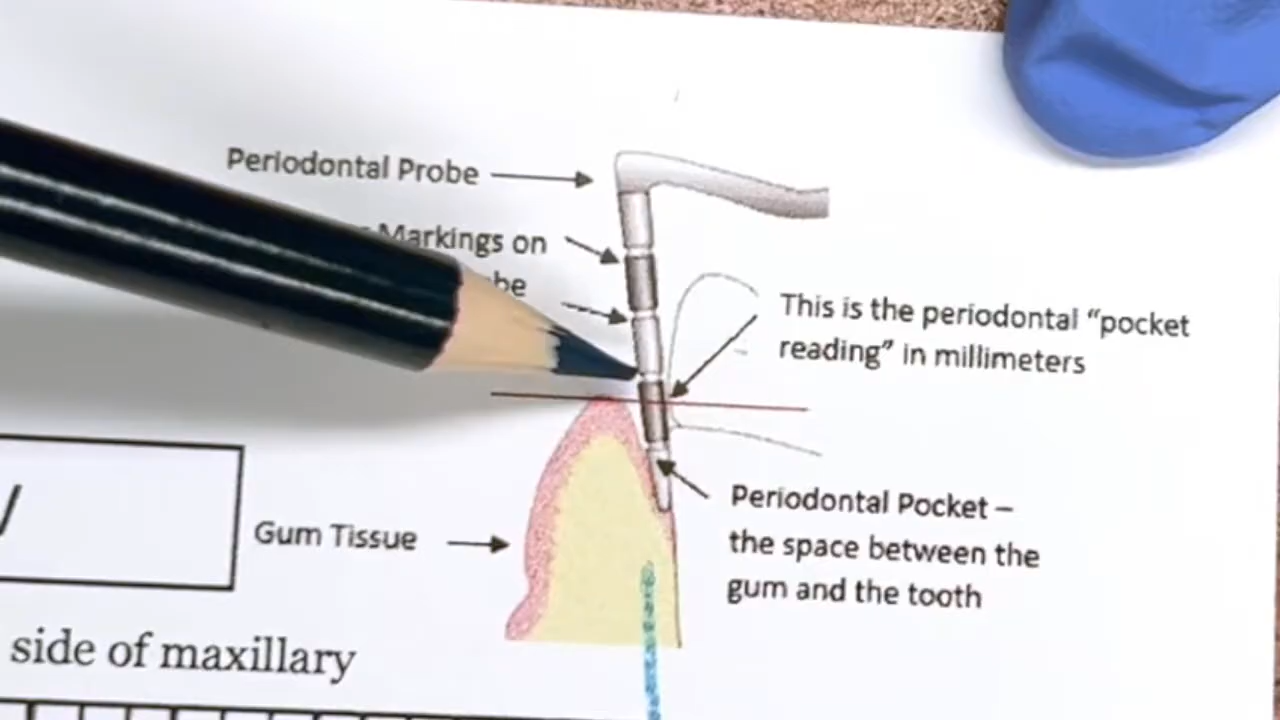 Periodontal Probe
Markings on
This is the periodontal “pocket
reading” in millimeters
Periodontal Pocket –
the space between the
gum and the tooth
Gum Tissue
side of maxillary